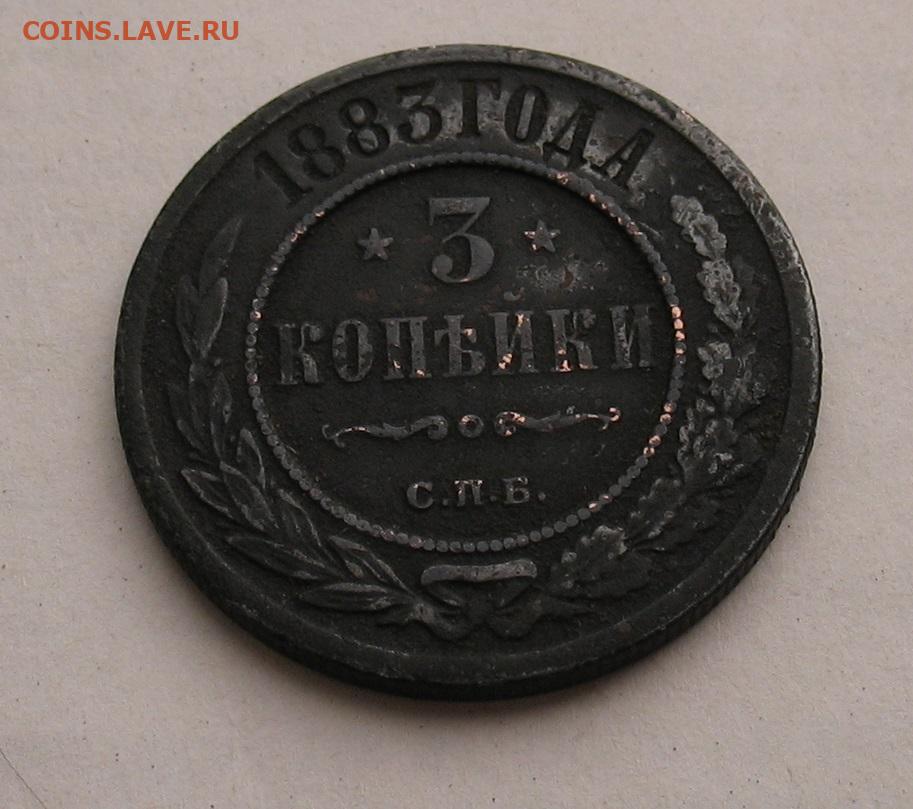 COINS.LAVE.RU
1883 ГОДА
3
КОПѢЙКИ
С.П.Б.